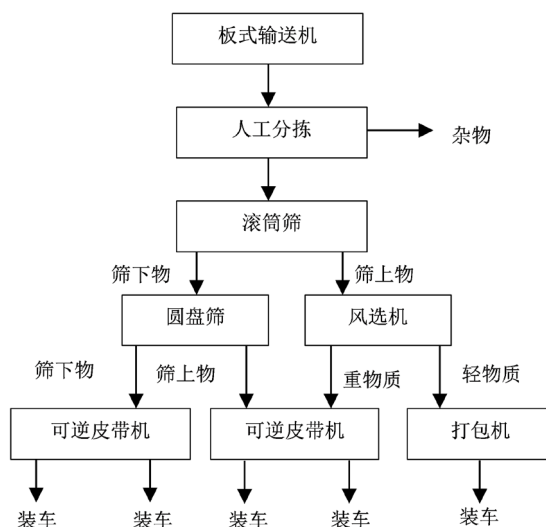 板式输送机
人工分拣
杂物
滚筒筛
筛下物
筛上物
圆盘筛
风选机
筛下物
筛上物
重物质
轻物质
可逆皮带机
可逆皮带机
打包机
装车
装车
装车
装车
装车